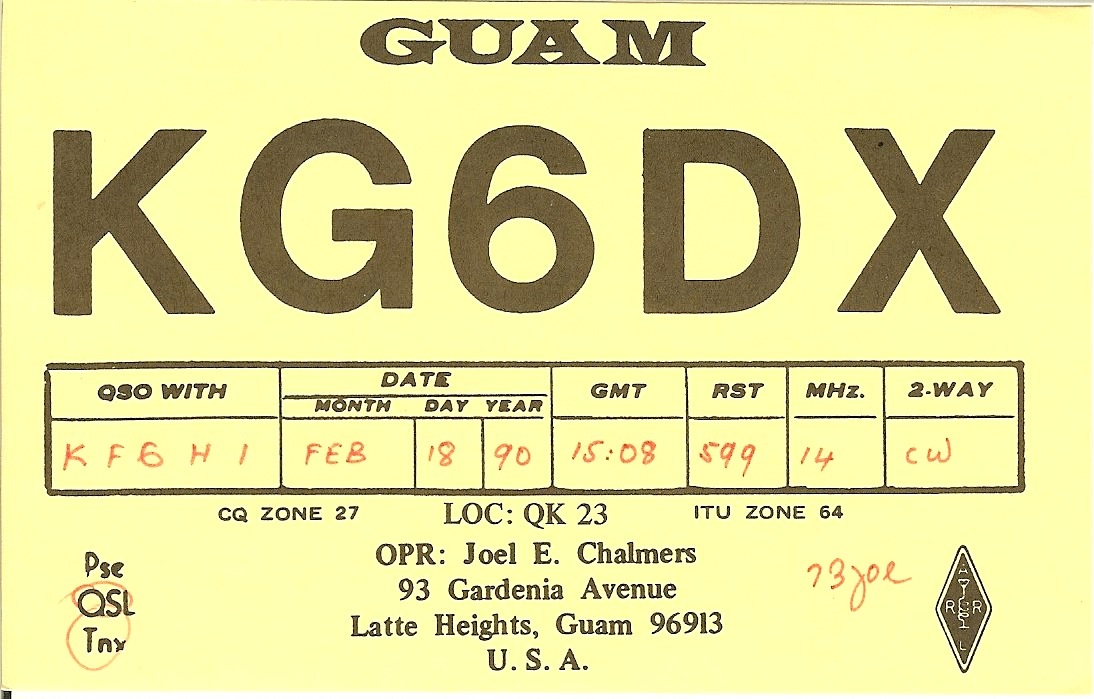 GUAM
KG6DX
QSO WITH DATE GMT RST MHz. 2-WAY
MONTH DAY YEAR
KF6HI FEB 18 90 15:08 599 14 CW
CQ ZONE 27 LOC: QK 23 ITU ZONE 64
OPR: Joel E. Chalmers
93 Gardenia Avenue
Latte Heights, Guam 96913
U. S. A.
Pse
QSL
Tnx
73 joe
A
R R
L